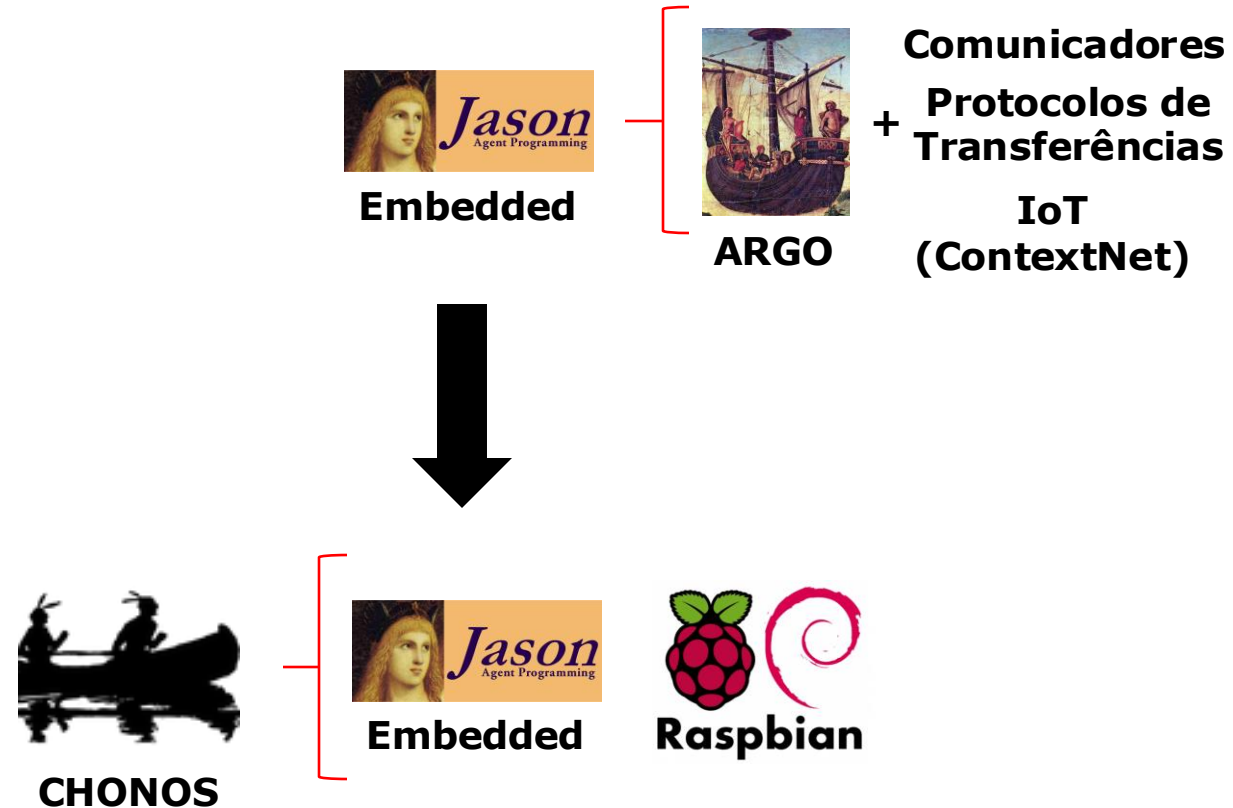 Jason
Agent Programming
Embedded
ARGO
+
Comunicadores
Protocolos de
Transferências
IoT
(ContextNet)
CHONOS
Jason
Agent Programming
Embedded
Raspbian